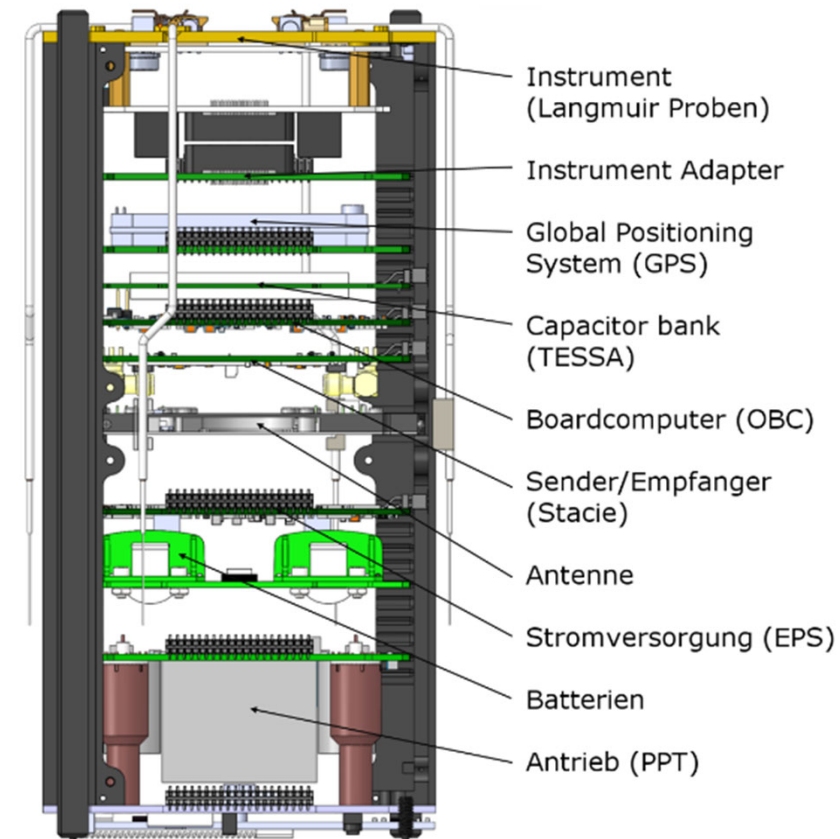 Instrument
(Langmuir Proben)
Instrument Adapter
Global Positioning
System (GPS)
Capacitor bank
(TESSA)
Boardcomputer (OBC)
Sender/Empfanger
(Stacie)
Antenne
Stromversorgung (EPS)
Batterien
Antrieb (PPT)